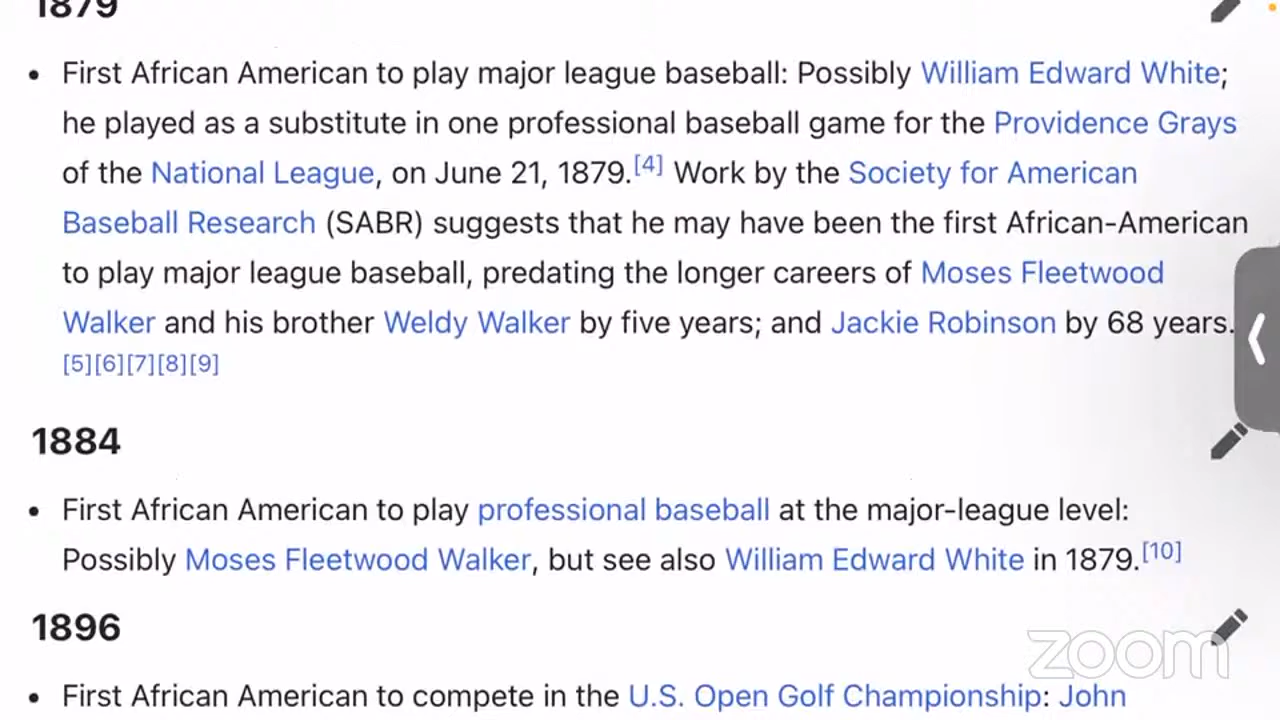 1879
First African American to play major league baseball: Possibly William Edward White;
he played as a substitute in one professional baseball game for the Providence Grays
of the National League, on June 21, 1879.[4] Work by the Society for American
Baseball Research (SABR) suggests that he may have been the first African-American
to play major league baseball, predating the longer careers of Moses Fleetwood
Walker and his brother Weldy Walker by five years; and Jackie Robinson by 68 years.
[5][6][7][8][9]
1884
First African American to play professional baseball at the major-league level:
Possibly Moses Fleetwood Walker, but see also William Edward White in 1879.[10]
1896
First African American to compete in the U.S. Open Golf Championship: John
zoom